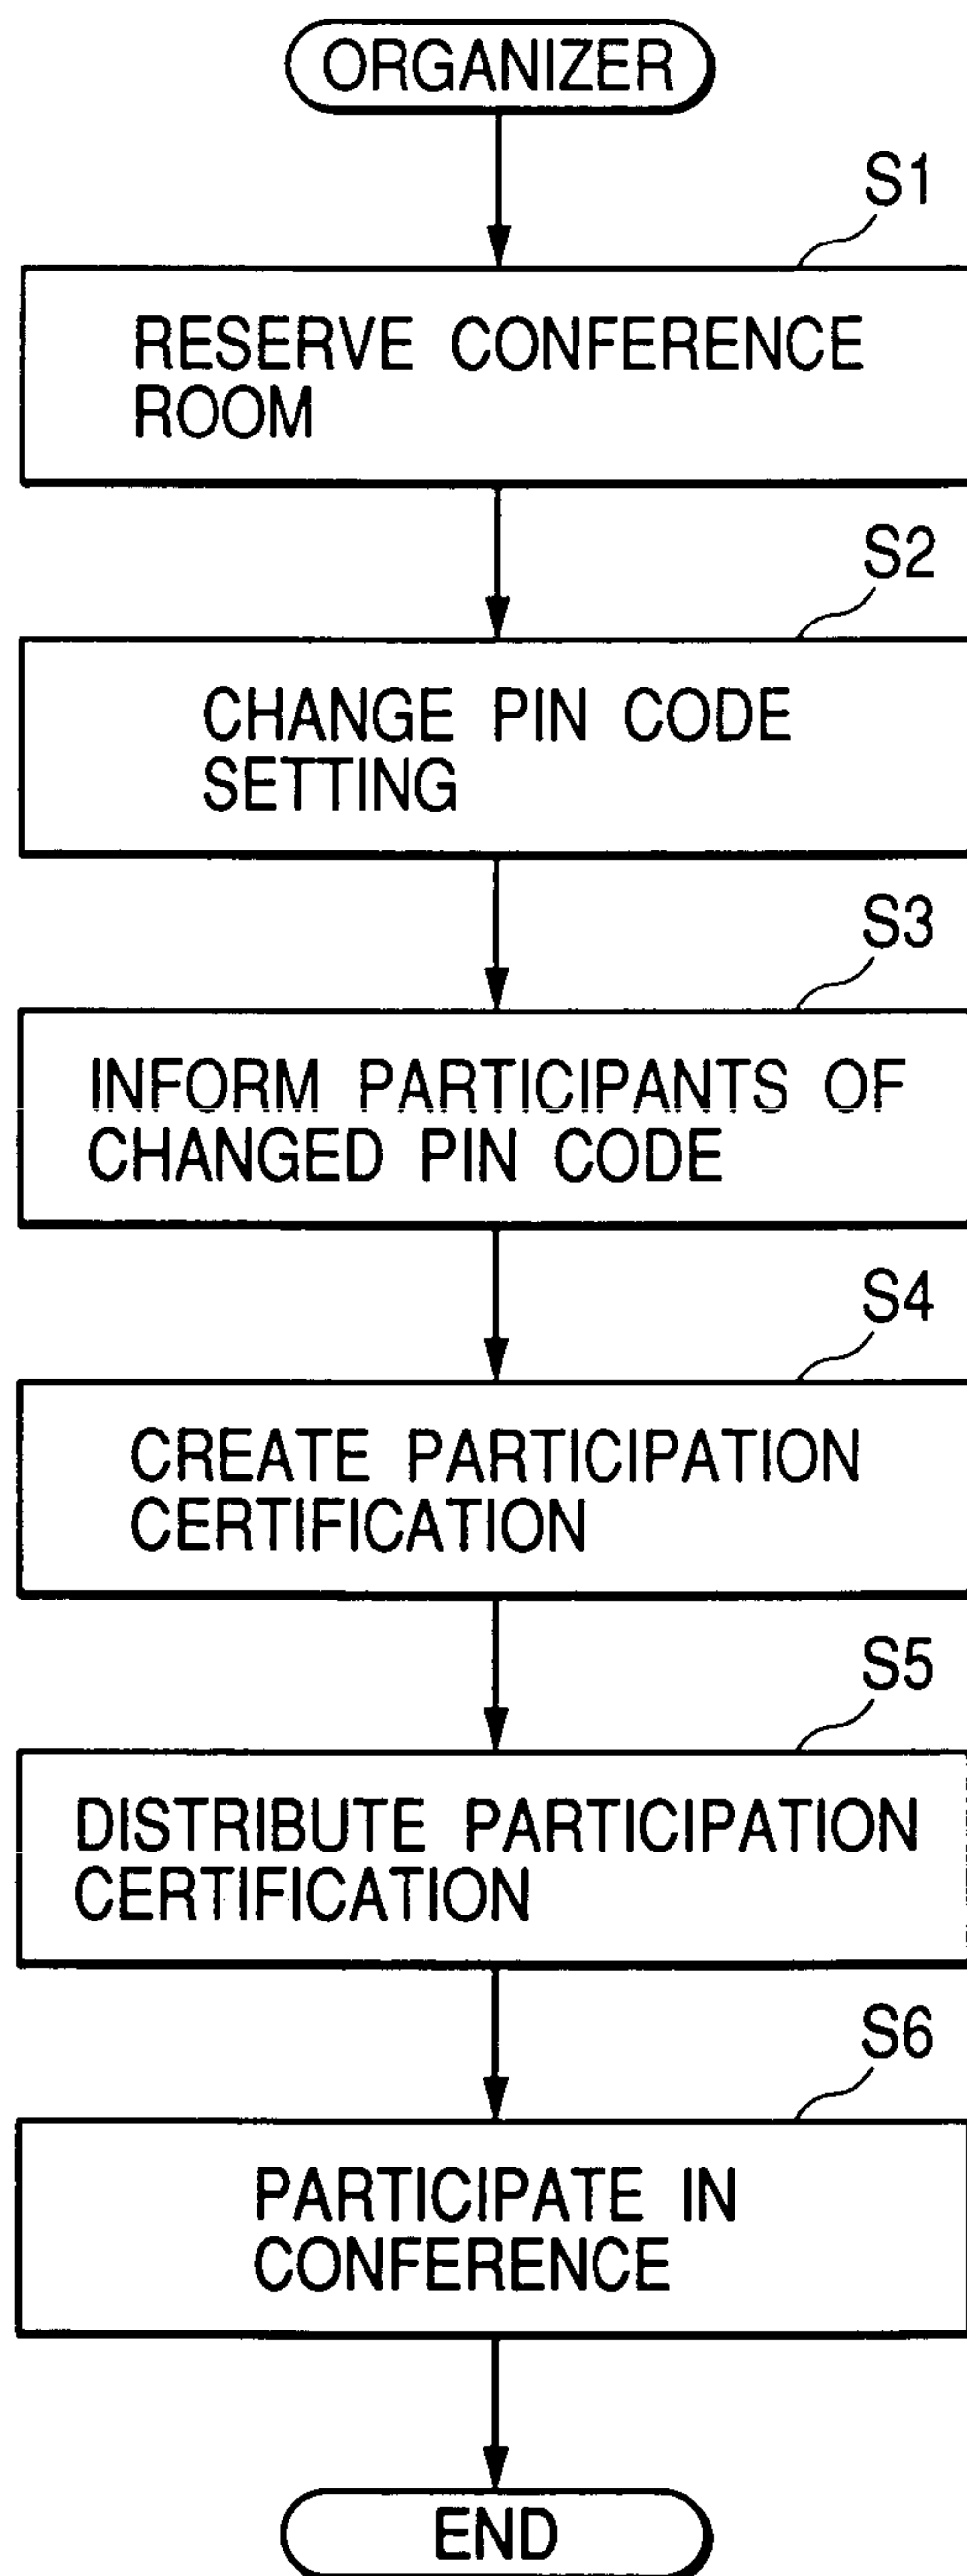 ORGANIZER
S1
RESERVE CONFERENCE
ROOM
S2
CHANGE PIN CODE
SETTING
S3
INFORM PARTICIPANTS OF
CHANGED PIN CODE
S4
CREATE PARTICIPATION
CERTIFICATION
S5
DISTRIBUTE PARTICIPATION
CERTIFICATION
S6
PARTICIPATE IN
CONFERENCE
END